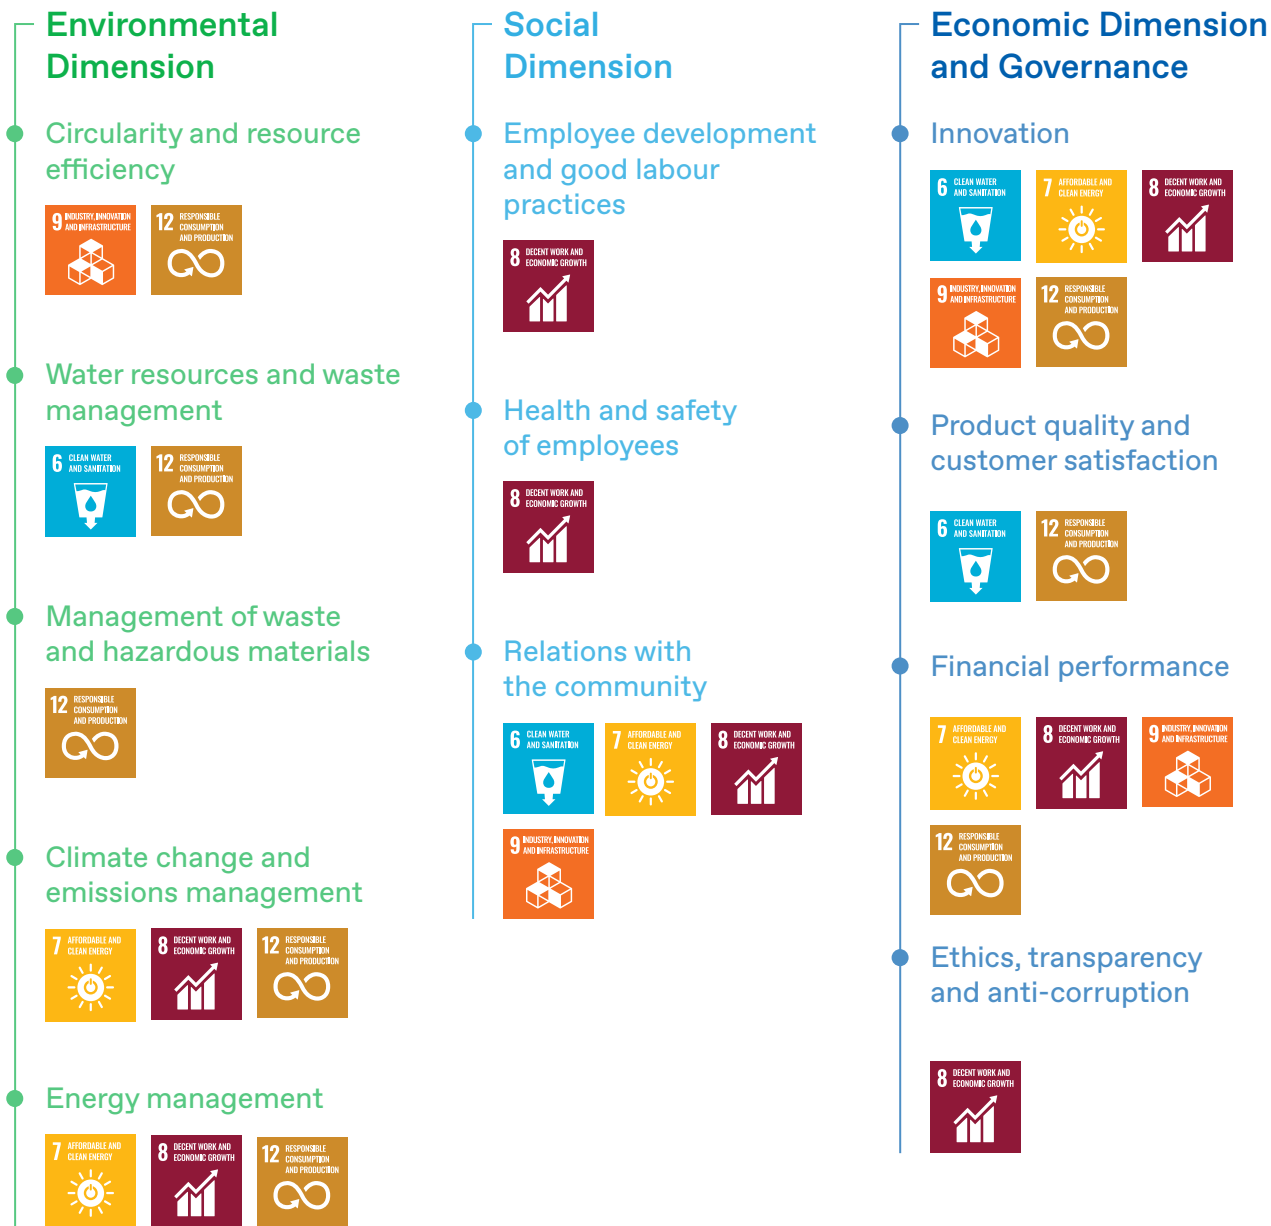 Environmental
Dimension
Circularity and resource
efficiency
9 INDUSTRY, INNOVATION
AND INFRASTRUCTURE
12 RESPONSIBLE
CONSUMPTION
AND PRODUCTION
Water resources and waste
management
6 CLEAN WATER
AND SANITATION
12 RESPONSIBLE
CONSUMPTION
AND PRODUCTION
Management of waste
and hazardous materials
12 RESPONSIBLE
CONSUMPTION
AND PRODUCTION
Climate change and
emissions management
7 AFFORDABLE AND
CLEAN ENERGY
8 DECENT WORK AND
ECONOMIC GROWTH
12 RESPONSIBLE
CONSUMPTION
AND PRODUCTION
Energy management
7 AFFORDABLE AND
CLEAN ENERGY
8 DECENT WORK AND
ECONOMIC GROWTH
12 RESPONSIBLE
CONSUMPTION
AND PRODUCTION
Social
Dimension
Employee development
and good labour
practices
8 DECENT WORK AND
ECONOMIC GROWTH
Health and safety
of employees
8 DECENT WORK AND
ECONOMIC GROWTH
Relations with
the community
6 CLEAN WATER
AND SANITATION
7 AFFORDABLE AND
CLEAN ENERGY
8 DECENT WORK AND
ECONOMIC GROWTH
9 INDUSTRY, INNOVATION
AND INFRASTRUCTURE
Economic Dimension
and Governance
Innovation
6 CLEAN WATER
AND SANITATION
7 AFFORDABLE AND
CLEAN ENERGY
8 DECENT WORK AND
ECONOMIC GROWTH
9 INDUSTRY, INNOVATION
AND INFRASTRUCTURE
12 RESPONSIBLE
CONSUMPTION
AND PRODUCTION
Product quality and
customer satisfaction
6 CLEAN WATER
AND SANITATION
12 RESPONSIBLE
CONSUMPTION
AND PRODUCTION
Financial performance
7 AFFORDABLE AND
CLEAN ENERGY
8 DECENT WORK AND
ECONOMIC GROWTH
9 INDUSTRY, INNOVATION
AND INFRASTRUCTURE
12 RESPONSIBLE
CONSUMPTION
AND PRODUCTION
Ethics, transparency
and anti-corruption
8 DECENT WORK AND
ECONOMIC GROWTH